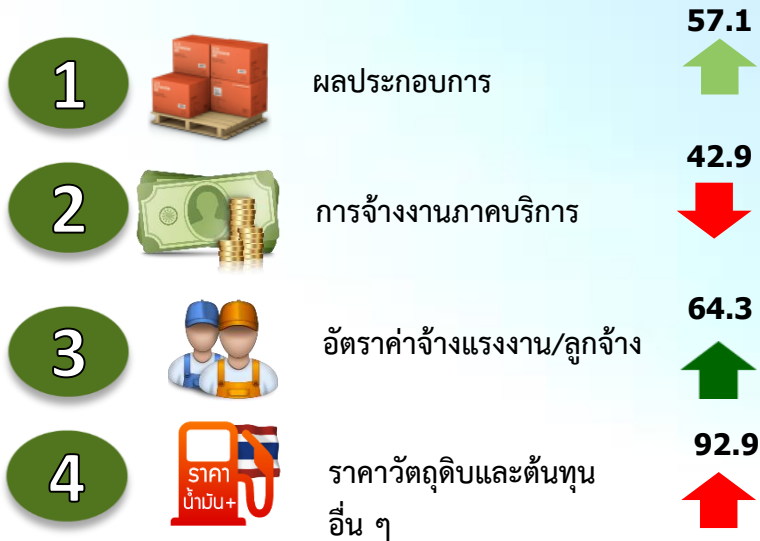 57.1
1
ผลประกอบการ
42.9
2
การจ้างงานภาคบริการ
64.3
3
อัตราค่าจ้างแรงงาน/ลูกจ้าง
92.9
4
ราคา
น้ำมัน+
ราคาวัตถุดิบและต้นทุน
อื่น ๆ